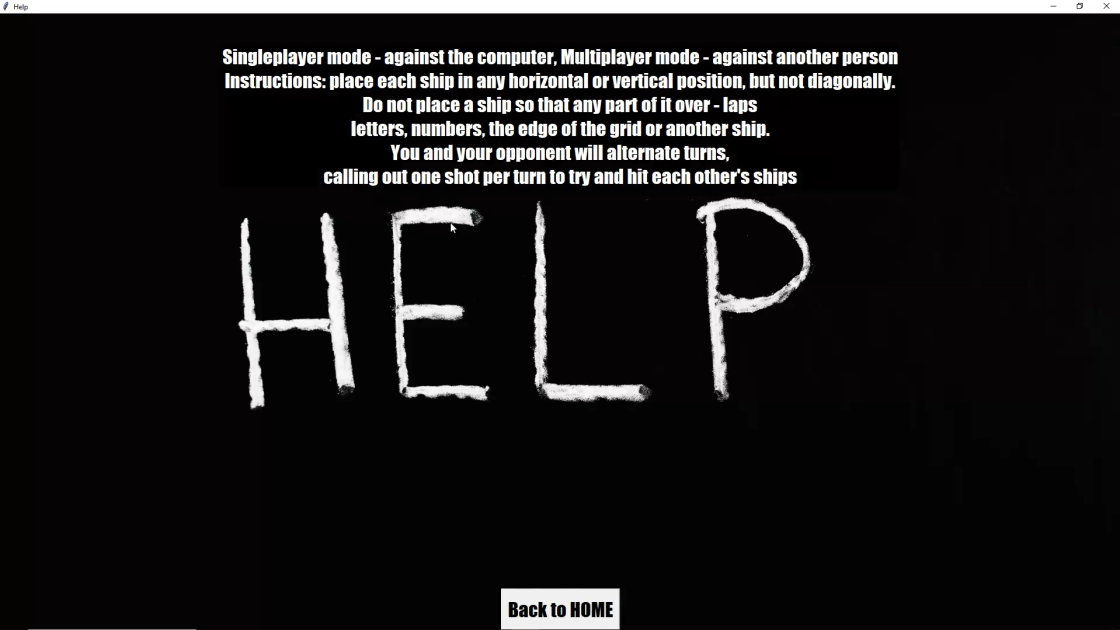 Help
Singleplayer mode - against the computer, Multiplayer mode - against another person
Instructions: place each ship in any horizontal or vertical position, but not diagonally.
Do not place a ship so that any part of it over - laps
letters, numbers, the edge of the grid or another ship.
You and your opponent will alternate turns,
calling out one shot per turn to try and hit each other's ships
HELP
Back to HOME